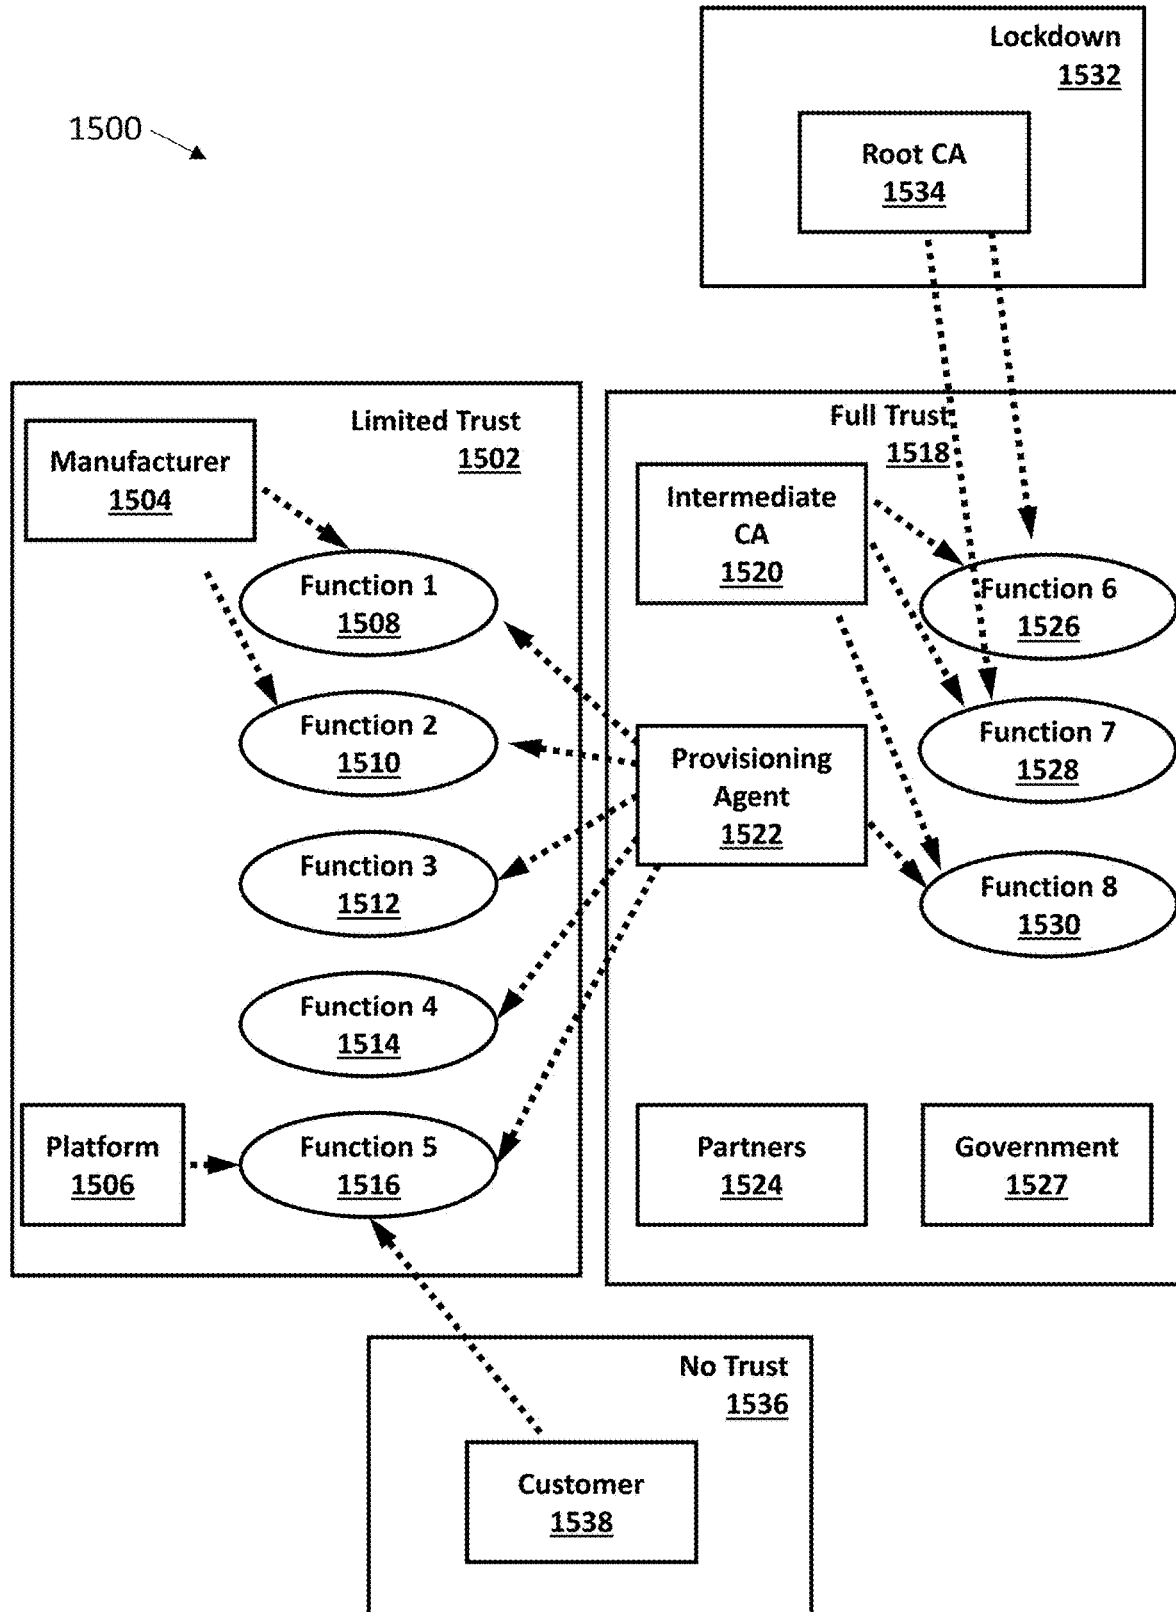 Lockdown
1532
1500
Root CA
1534
Limited Trust
1502
Manufacturer
1504
Function 1
1508
Function 2
1510
Function 3
1512
Function 4
1514
Platform
1506
Function 5
1516
Full Trust
1518
Intermediate
CA
1520
Function 6
1526
Provisioning
Agent
1522
Function 7
1528
Function 8
1530
Partners
1524
Government
1527
No Trust
1536
Customer
1538